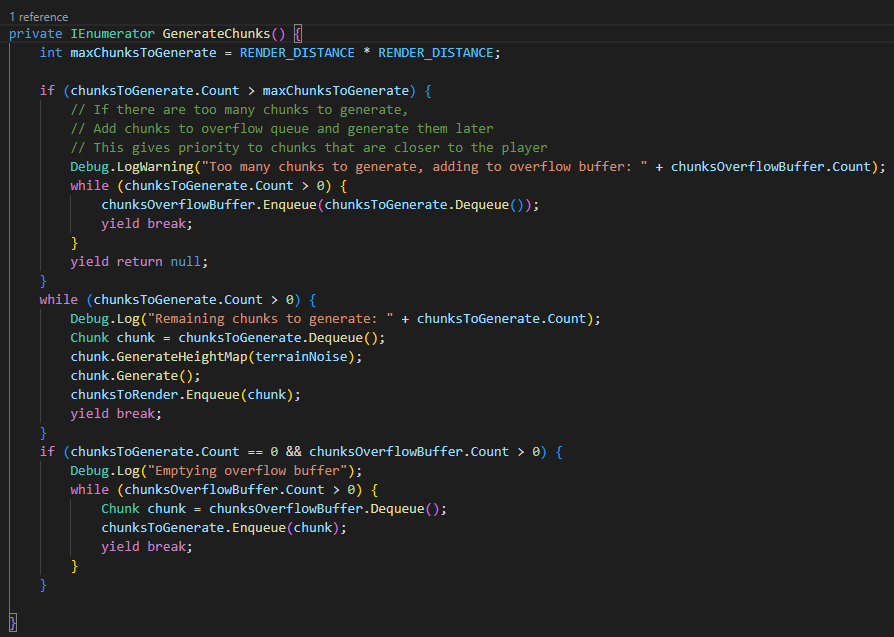 1 reference
private IEnumerator GenerateChunks() {
    int maxChunksToGenerate = RENDER_DISTANCE * RENDER_DISTANCE;

    if (chunksToGenerate.Count > maxChunksToGenerate) {
        // If there are too many chunks to generate,
        // Add chunks to overflow queue and generate them later
        // This gives priority to chunks that are closer to the player
        Debug.LogWarning("Too many chunks to generate, adding to overflow buffer: " + chunksOverflowBuffer.Count);
        while (chunksToGenerate.Count > 0) {
            chunksOverflowBuffer.Enqueue(chunksToGenerate.Dequeue());
            yield break;
        }
        yield return null;
    }
    while (chunksToGenerate.Count > 0) {
        Debug.Log("Remaining chunks to generate: " + chunksToGenerate.Count);
        Chunk chunk = chunksToGenerate.Dequeue();
        chunk.GenerateHeightMap(terrainNoise);
        chunk.Generate();
        chunksToRender.Enqueue(chunk);
        yield break;
    }
    if (chunksToGenerate.Count == 0 && chunksOverflowBuffer.Count > 0) {
        Debug.Log("Emptying overflow buffer");
        while (chunksOverflowBuffer.Count > 0) {
            Chunk chunk = chunksOverflowBuffer.Dequeue();
            chunksToGenerate.Enqueue(chunk);
            yield break;
        }
    }

}